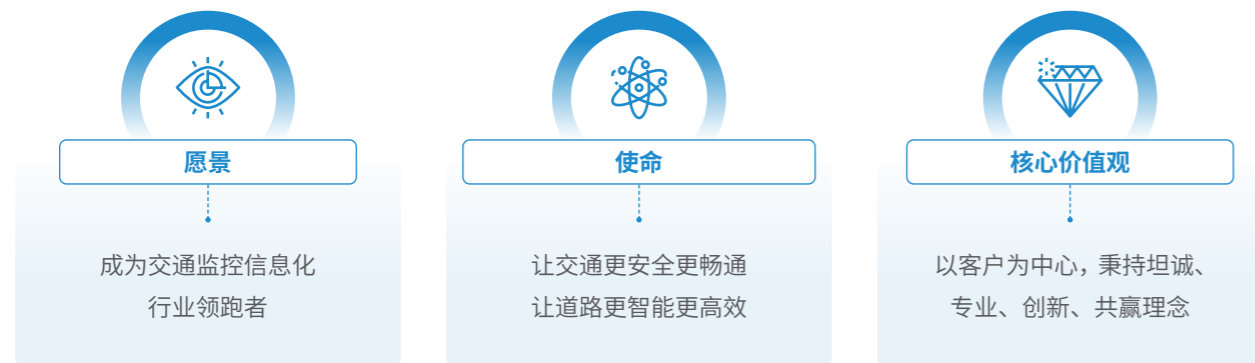 愿景
成为交通监控信息化
行业领跑者
使命
让交通更安全更畅通
让道路更智能更高效
核心价值观
以客户为中心，秉持坦诚、
专业、创新、共赢理念